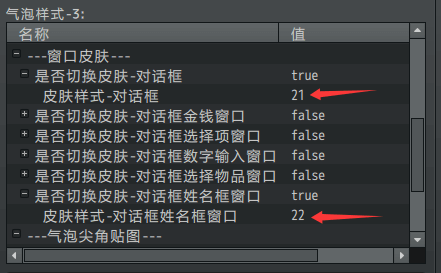 气泡样式-3:
名称 值
---窗口皮肤---
是否切换皮肤-对话框 true
皮肤样式-对话框 21
是否切换皮肤-对话框金钱窗口 false
是否切换皮肤-对话框选择项窗口 false
是否切换皮肤-对话框数字输入窗口 false
是否切换皮肤-对话框选择物品窗口 false
是否切换皮肤-对话框姓名框窗口 true
皮肤样式-对话框姓名框窗口 22
---气泡尖角贴图---